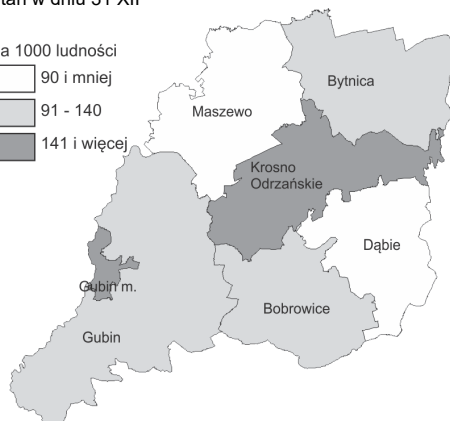 stan w dniu 31 XII
a 1000 ludności
90 i mniej
91 - 140
141 i więcej
Bytnica
Maszewo
Krosno
Odrzańskie
Dąbie
Gubin m.
Bobrowice
Gubin